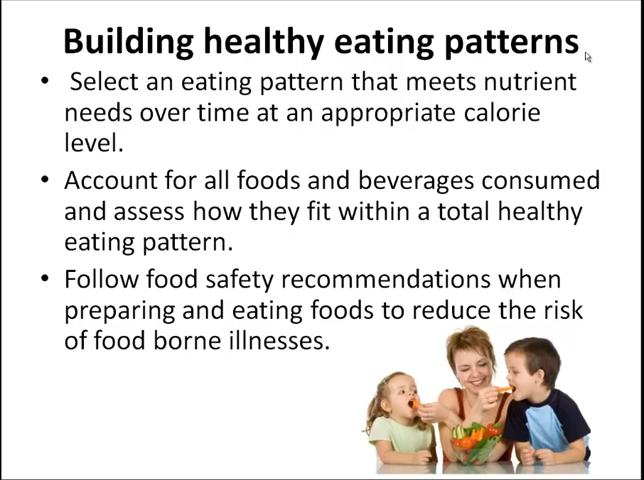 Building healthy eating patterns
• Select an eating pattern that meets nutrient
needs over time at an appropriate calorie
level.
• Account for all foods and beverages consumed
and assess how they fit within a total healthy
eating pattern.
• Follow food safety recommendations when
preparing and eating foods to reduce the risk
of food borne illnesses.